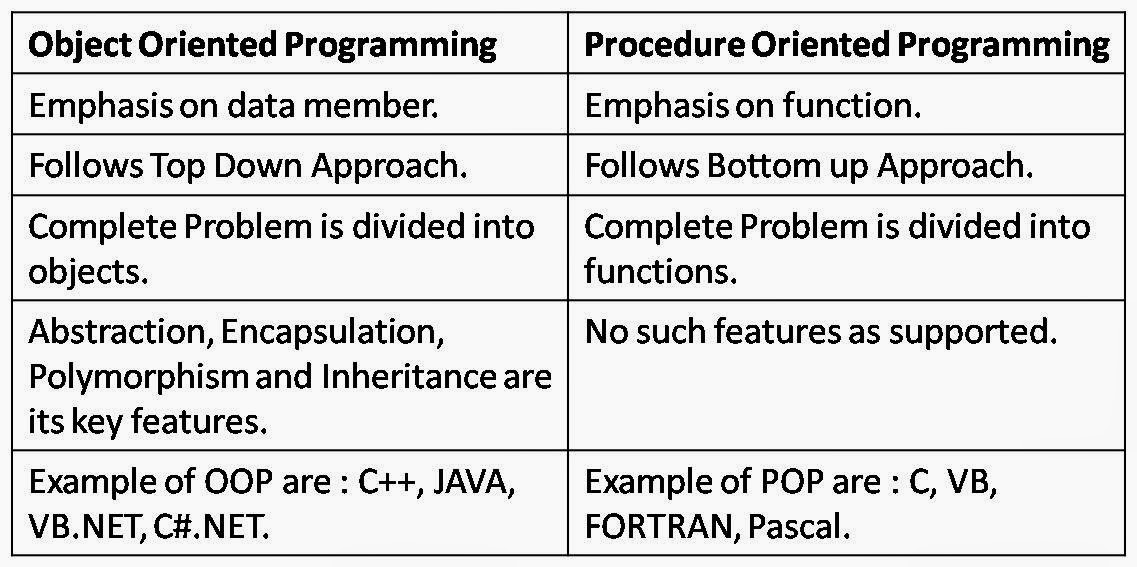 Object Oriented Programming
Procedure Oriented Programming
Emphasis on data member.
Emphasis on function.
Follows Top Down Approach.
Follows Bottom up Approach.
Complete Problem is divided into
objects.
Complete Problem is divided into
functions.
Abstraction, Encapsulation,
Polymorphism and Inheritance are
its key features.
No such features as supported.
Example of OOP are : C++, JAVA,
VB.NET, C#.NET.
Example of POP are : C, VB,
FORTRAN, Pascal.